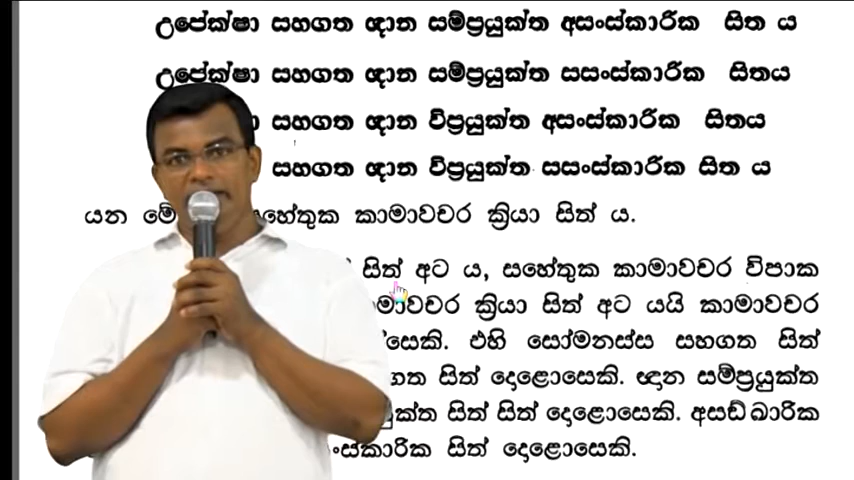 උපේක්ෂා සහගත ඥාන සම්ප්‍රයුක්ත අසංස්කාරික සිත ය
උපේක්ෂා සහගත ඥාන සම්ප්‍රයුක්ත සසංස්කාරික සිතය
සහගත ඥාන විප්‍රයුක්ත අසංස්කාරික සිතය
සහගත ඥාන විප්‍රයුක්ත සසංස්කාරික සිත ය
යන කාමාවචර ක්‍රියා සිත් ය.
සිත් අට ය, සහේතුක කාමාවචර විපාක
ක්‍රියා සිත් අට යයි කාමාවචර
එහි සෝමනස්ස සහගත සිත්
සිත් දොළොසෙකි. ඥාන සම්ප්‍රයුක්ත
සිත් සිත් දොළොසෙකි. අසඞ්ඛාරික
සිත් දොළොසෙකි.